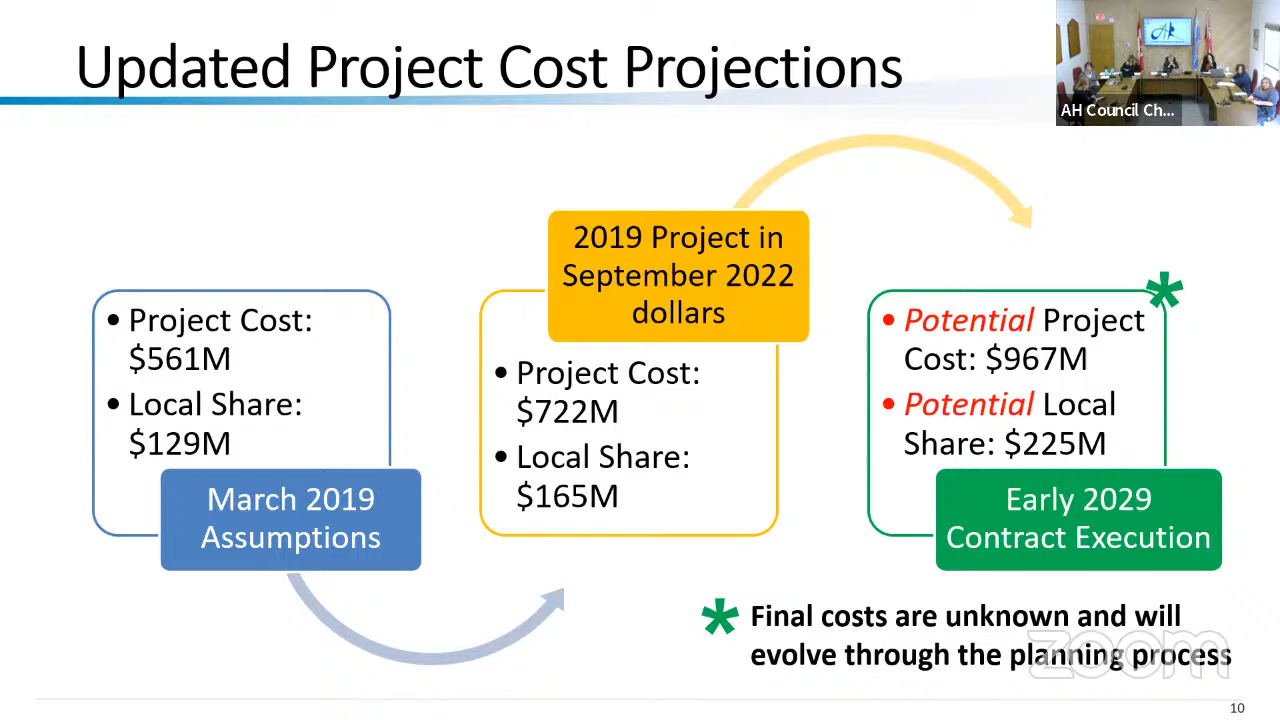 Updated Project Cost Projections
AH Council Ch...
• Project Cost:
$561M
• Local Share:
$129M
March 2019
Assumptions
2019 Project in
September 2022
dollars
• Project Cost:
$722M
• Local Share:
$165M
*
• Potential Project
Cost: $967M
• Potential Local
Share: $225M
Early 2029
Contract Execution
* Final costs are unknown and will
evolve through the planning process
zoom
10